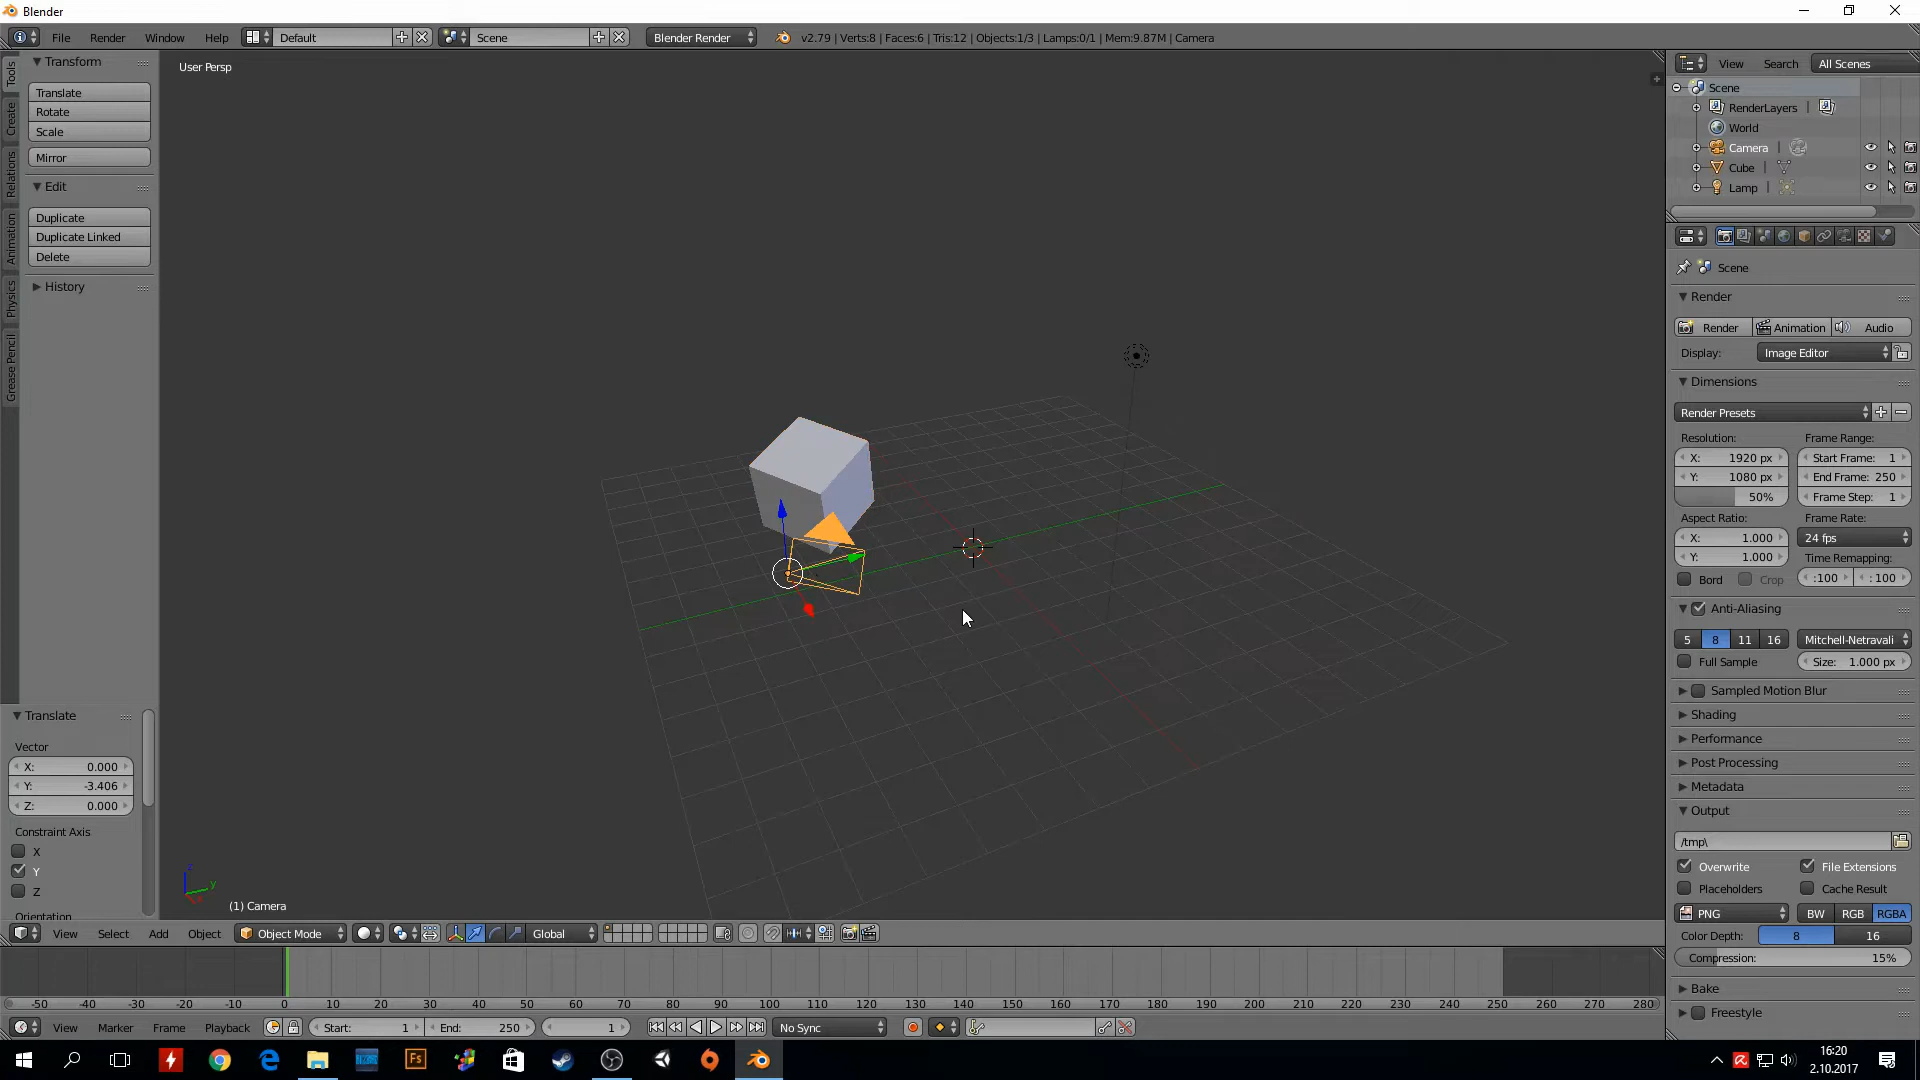 Blender
File Render Window Help Default Scene Blender Render v2.79 | Verts:8 | Faces:6 | Tris:12 | Objects:1/3 | Lamps:0/1 | Mem:9.87M | Camera
Tools
Create
Relations
Animation
Physics
Grease Pencil
Transform
Translate
Rotate
Scale
Mirror
Edit
Duplicate
Duplicate Linked
Delete
History
Translate
Vector
X: 0.000
Y: -3.406
Z: 0.000
Constraint Axis
X
Y
Z
Orientation
User Persp
z
y
(1) Camera
View Select Add Object Object Mode Global
-50 -40 -30 -20 -10 0 10 20 30 40 50 60 70 80 90 100 110 120 130 140 150 160 170 180 190 200 210 220 230 240 250 260 270 280
View Marker Frame Playback Start: 1 End: 250 1 No Sync
View Search All Scenes
Scene
RenderLayers |
World
Camera |
Cube |
Lamp |
Scene
Render
Render Animation Audio
Display: Image Editor
Dimensions
Render Presets
Resolution: Frame Range:
X: 1920 px Start Frame: 1
Y: 1080 px End Frame: 250
50% Frame Step: 1
Aspect Ratio: Frame Rate:
X: 1.000 24 fps
Y: 1.000 Time Remapping:
Bord Crop :100 :100
Anti-Aliasing
5 8 11 16 Mitchell-Netravali
Full Sample Size: 1.000 px
Sampled Motion Blur
Shading
Performance
Post Processing
Metadata
Output
/tmp\
Overwrite File Extensions
Placeholders Cache Result
PNG BW RGB RGBA
Color Depth: 8 16
Compression: 15%
Bake
Freestyle
Fs
16:20
2.10.2017